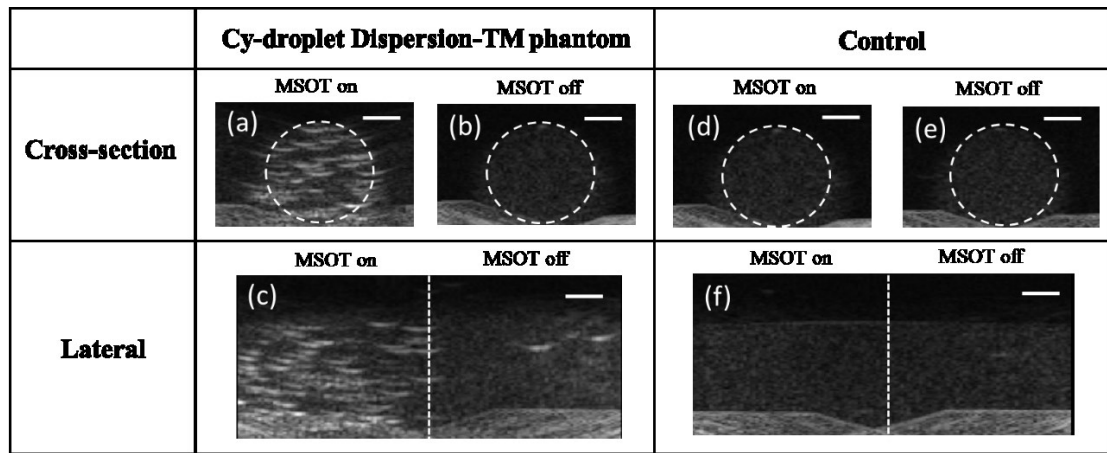 Cy-droplet Dispersion-TM phantom
Control
Cross-section
MSOT on
MSOT off
MSOT on
MSOT off
(a)
(b)
(d)
(e)
Lateral
MSOT on
MSOT off
MSOT on
MSOT off
(c)
(f)